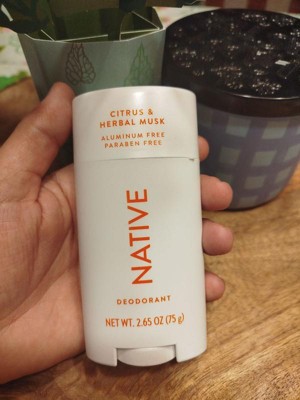 CITRUS &
HERBAL MUSK
ALUMINUM FREE
PARABEN FREE
NATIVE
DEODORANT
NET WT. 2.65 OZ (75 g)